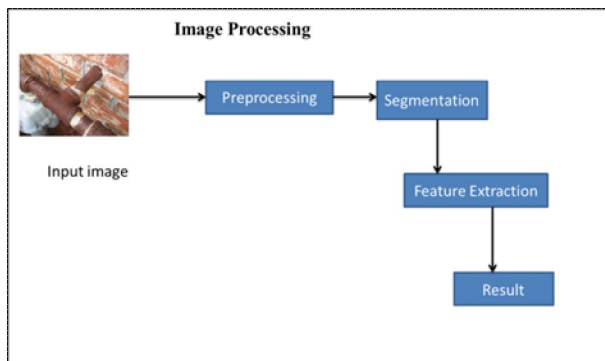 Image Processing
Preprocessing
Segmentation
Input image
Feature Extraction
Result